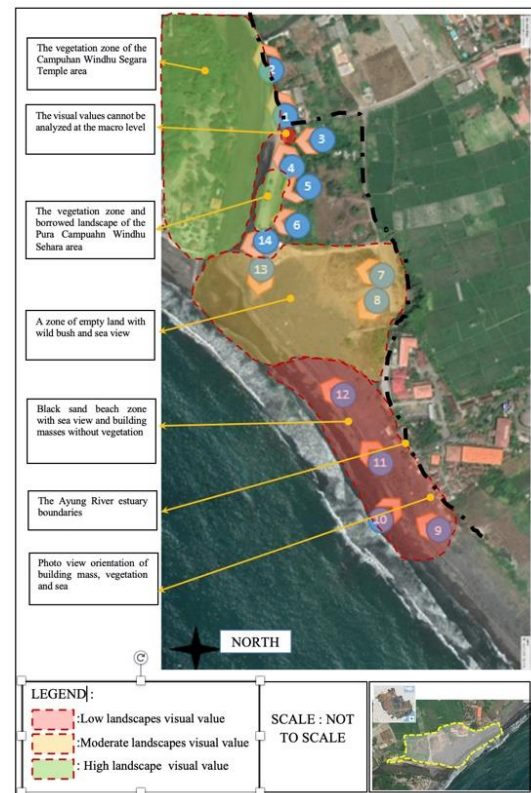 The vegetation zone of the
Campuhan Windhu Segara
Temple area
The visual values cannot be
analyzed at the macro level
The vegetation zone and
borrowed landscape of the
Pura Campuahn Windhu
Sehara area
A zone of empty land with
wild bush and sea view
Black sand beach zone
with sea view and building
masses without vegetation
The Ayung River estuary
boundaries
Photo view orientation of
building mass, vegetation
and sea
2
1
3
4
5
6
14
13
7
8
12
11
10
9
NORTH
LEGEND :
:Low landscapes visual value
:Moderate landscapes visual value
: High landscape visual value
SCALE : NOT
TO SCALE